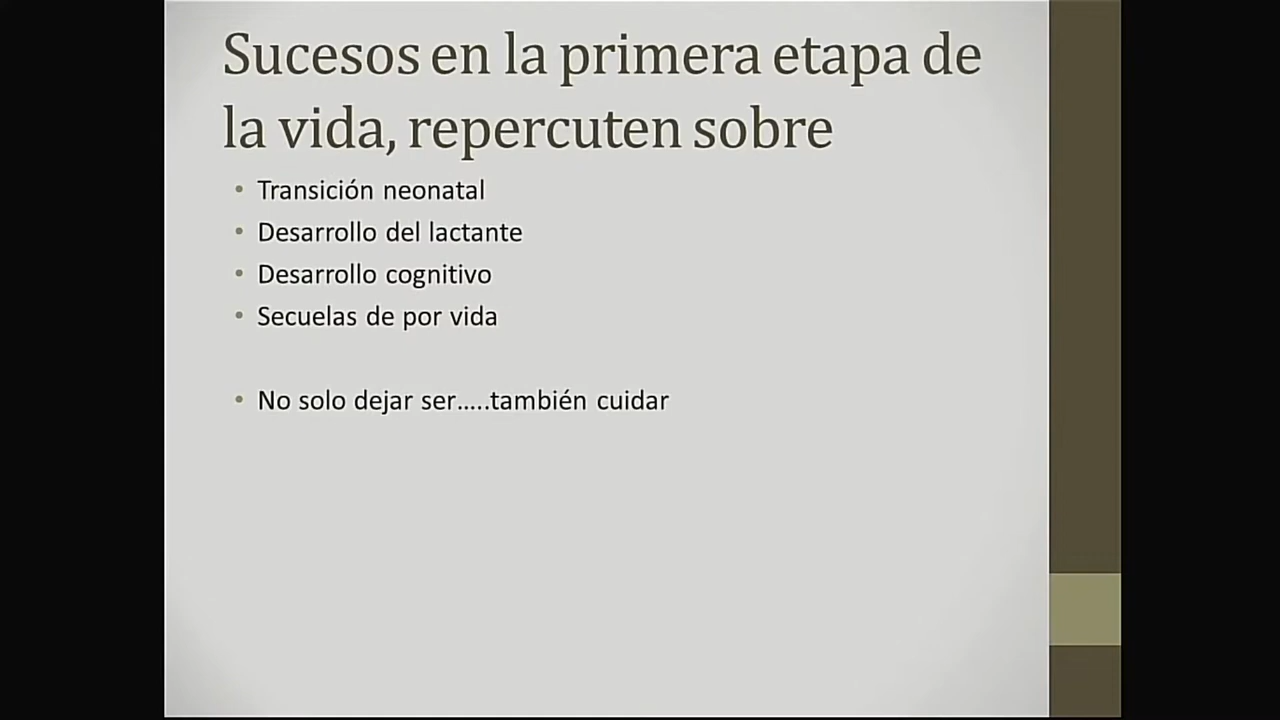 Sucesos en la primera etapa de
la vida, repercuten sobre
• Transición neonatal
• Desarrollo del lactante
• Desarrollo cognitivo
• Secuelas de por vida
• No solo dejar ser.....también cuidar